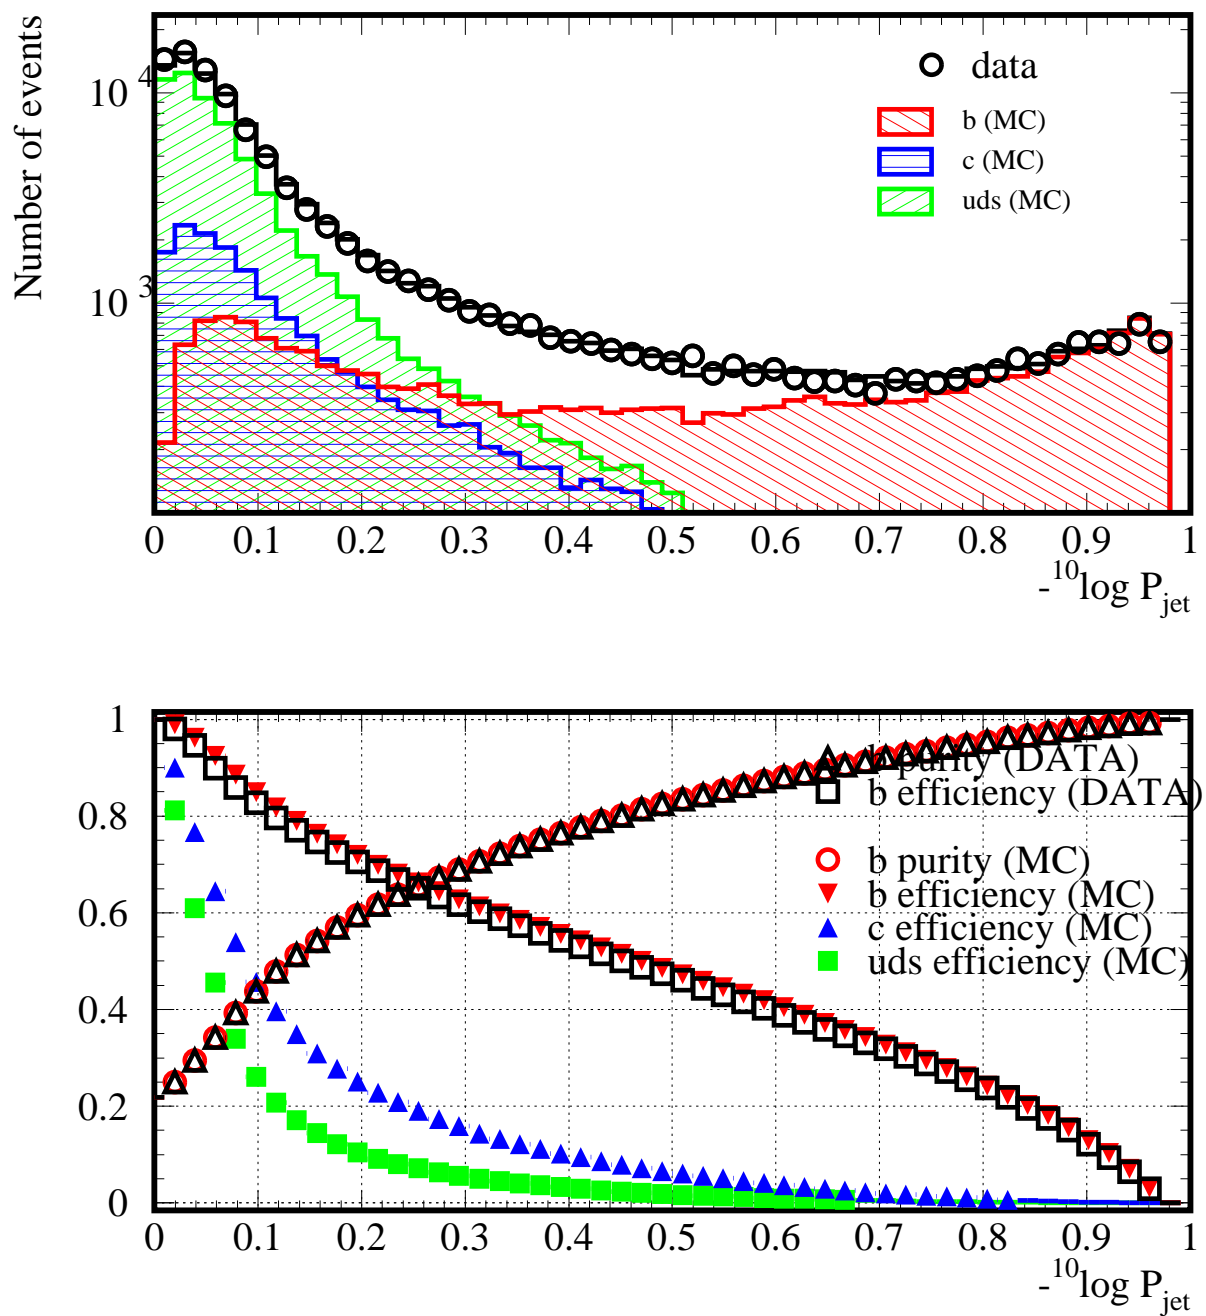 Number of events
10^4
10^3
data
b (MC)
c (MC)
uds (MC)
0 0.1 0.2 0.3 0.4 0.5 0.6 0.7 0.8 0.9 1
-^10log P_jet
1
0.8
0.6
0.4
0.2
0
b purity (DATA)
b efficiency (DATA)
b purity (MC)
b efficiency (MC)
c efficiency (MC)
uds efficiency (MC)
0 0.1 0.2 0.3 0.4 0.5 0.6 0.7 0.8 0.9 1
-^10log P_jet